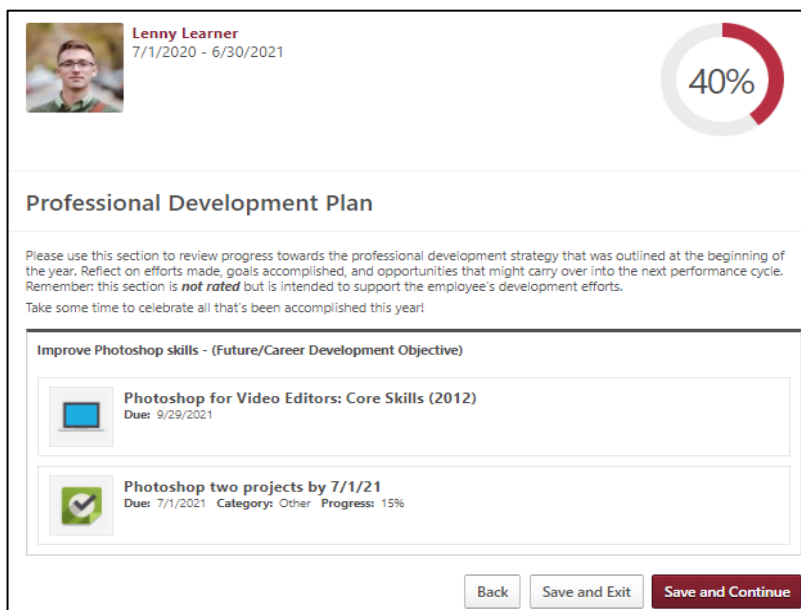 Lenny Learner
7/1/2020 - 6/30/2021
40%
Professional Development Plan
Please use this section to review progress towards the professional development strategy that was outlined at the beginning of
the year. Reflect on efforts made, goals accomplished, and opportunities that might carry over into the next performance cycle.
Remember: this section is not rated but is intended to support the employee's development efforts.
Take some time to celebrate all that's been accomplished this year!
Improve Photoshop skills - (Future/Career Development Objective)
Photoshop for Video Editors: Core Skills (2012)
Due: 9/29/2021
Photoshop two projects by 7/1/21
Due: 7/1/2021 Category: Other Progress: 15%
Back Save and Exit Save and Continue